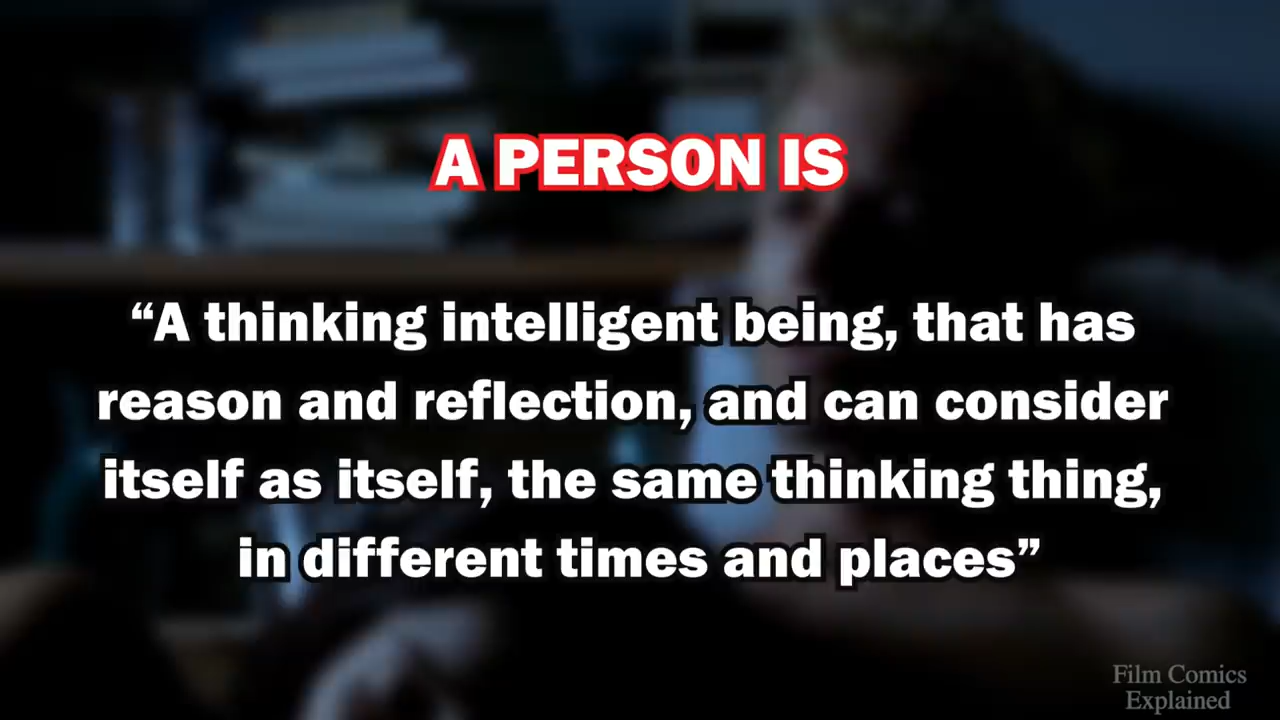 A PERSON IS
“A thinking intelligent being, that has
reason and reflection, and can consider
itself as itself, the same thinking thing,
in different times and places”
Film Comics
Explained